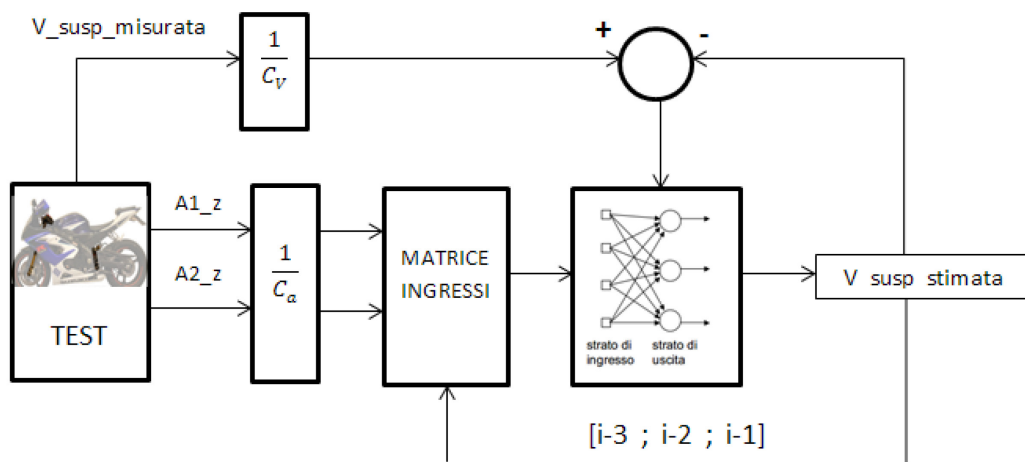 V_susp_misurata
+
-
1
C_V
A1_z
A2_z
1
C_a
TEST
MATRICE
INGRESSI
strato di
ingresso
strato di
uscita
V susp stimata
[i-3 ; i-2 ; i-1]